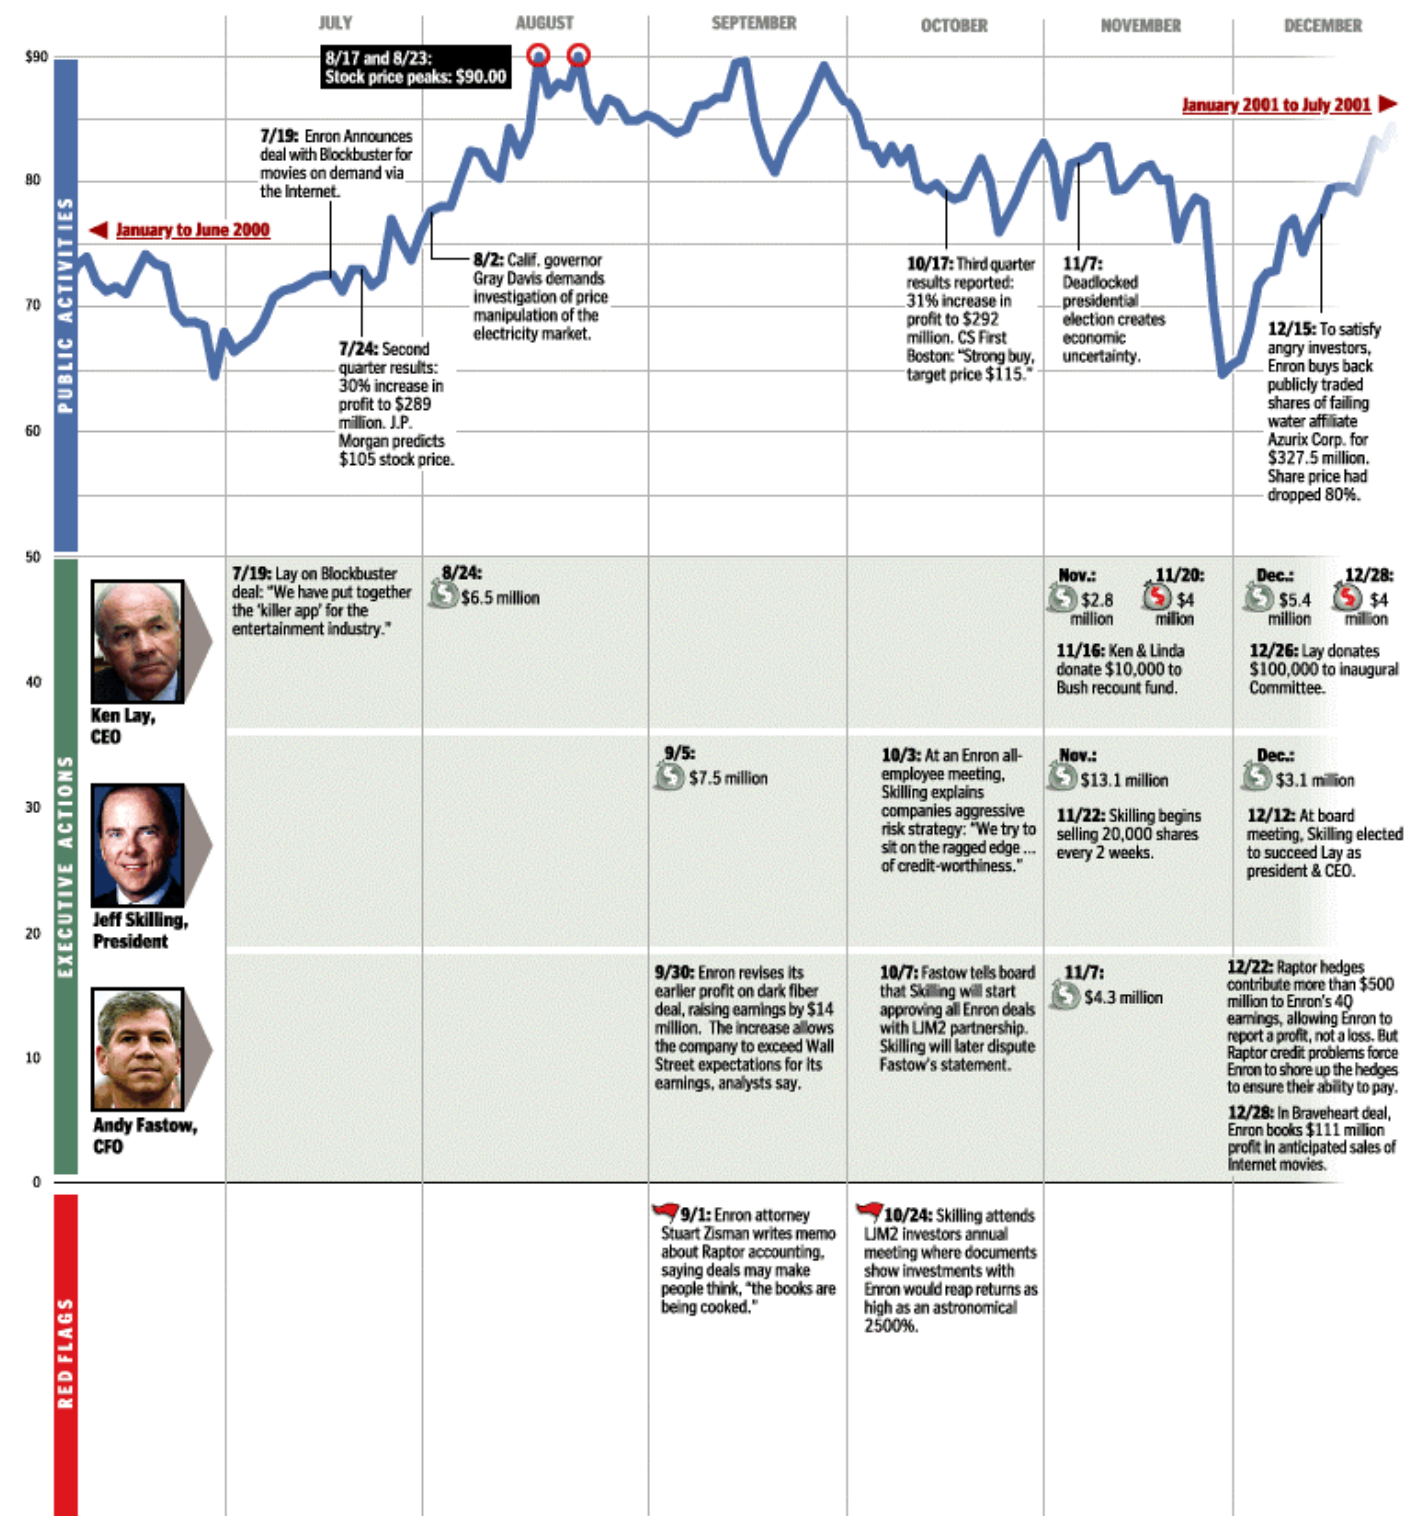 JULY
AUGUST
SEPTEMBER
OCTOBER
NOVEMBER
DECEMBER
$90
80
70
60
50
40
30
20
10
0
PUBLIC ACTIVITIES
8/17 and 8/23:
Stock price peaks: $90.00
January 2001 to July 2001
January to June 2000
7/19: Enron Announces
deal with Blockbuster for
movies on demand via
the Internet.
7/24: Second
quarter results:
30% increase in
profit to $289
million. J.P.
Morgan predicts
$105 stock price.
8/2: Calif. governor
Gray Davis demands
investigation of price
manipulation of the
electricity market.
10/17: Third quarter
results reported:
31% increase in
profit to $292
million. CS First
Boston: "Strong buy,
target price $115."
11/7:
Deadlocked
presidential
election creates
economic
uncertainty.
12/15: To satisfy
angry investors,
Enron buys back
publicly traded
shares of failing
water affiliate
Azurix Corp. for
$327.5 million.
Share price had
dropped 80%.
EXECUTIVE ACTIONS
Ken Lay,
CEO
7/19: Lay on Blockbuster
deal: "We have put together
the 'killer app' for the
entertainment industry."
8/24:
$ $6.5 million
Nov.:
$ $2.8
million
11/20:
$ $4
million
11/16: Ken & Linda
donate $10,000 to
Bush recount fund.
Dec.:
$ $5.4
million
12/28:
$ $4
million
12/26: Lay donates
$100,000 to inaugural
Committee.
Jeff Skilling,
President
9/5:
$ $7.5 million
10/3: At an Enron all-
employee meeting,
Skilling explains
companies aggressive
risk strategy: "We try to
sit on the ragged edge ...
of credit-worthiness."
Nov.:
$ $13.1 million
11/22: Skilling begins
selling 20,000 shares
every 2 weeks.
Dec.:
$ $3.1 million
12/12: At board
meeting, Skilling elected
to succeed Lay as
president & CEO.
Andy Fastow,
CFO
9/30: Enron revises its
earlier profit on dark fiber
deal, raising earnings by $14
million. The increase allows
the company to exceed Wall
Street expectations for its
earnings, analysts say.
10/7: Fastow tells board
that Skilling will start
approving all Enron deals
with LJM2 partnership.
Skilling will later dispute
Fastow's statement.
11/7:
$ $4.3 million
12/22: Raptor hedges
contribute more than $500
million to Enron's 4Q
earnings, allowing Enron to
report a profit, not a loss. But
Raptor credit problems force
Enron to shore up the hedges
to ensure their ability to pay.
12/28: In Braveheart deal,
Enron books $111 million
profit in anticipated sales of
Internet movies.
RED FLAGS
9/1: Enron attorney
Stuart Zisman writes memo
about Raptor accounting,
saying deals may make
people think, "the books are
being cooked."
10/24: Skilling attends
LJM2 investors annual
meeting where documents
show investments with
Enron would reap returns as
high as an astronomical
2500%.